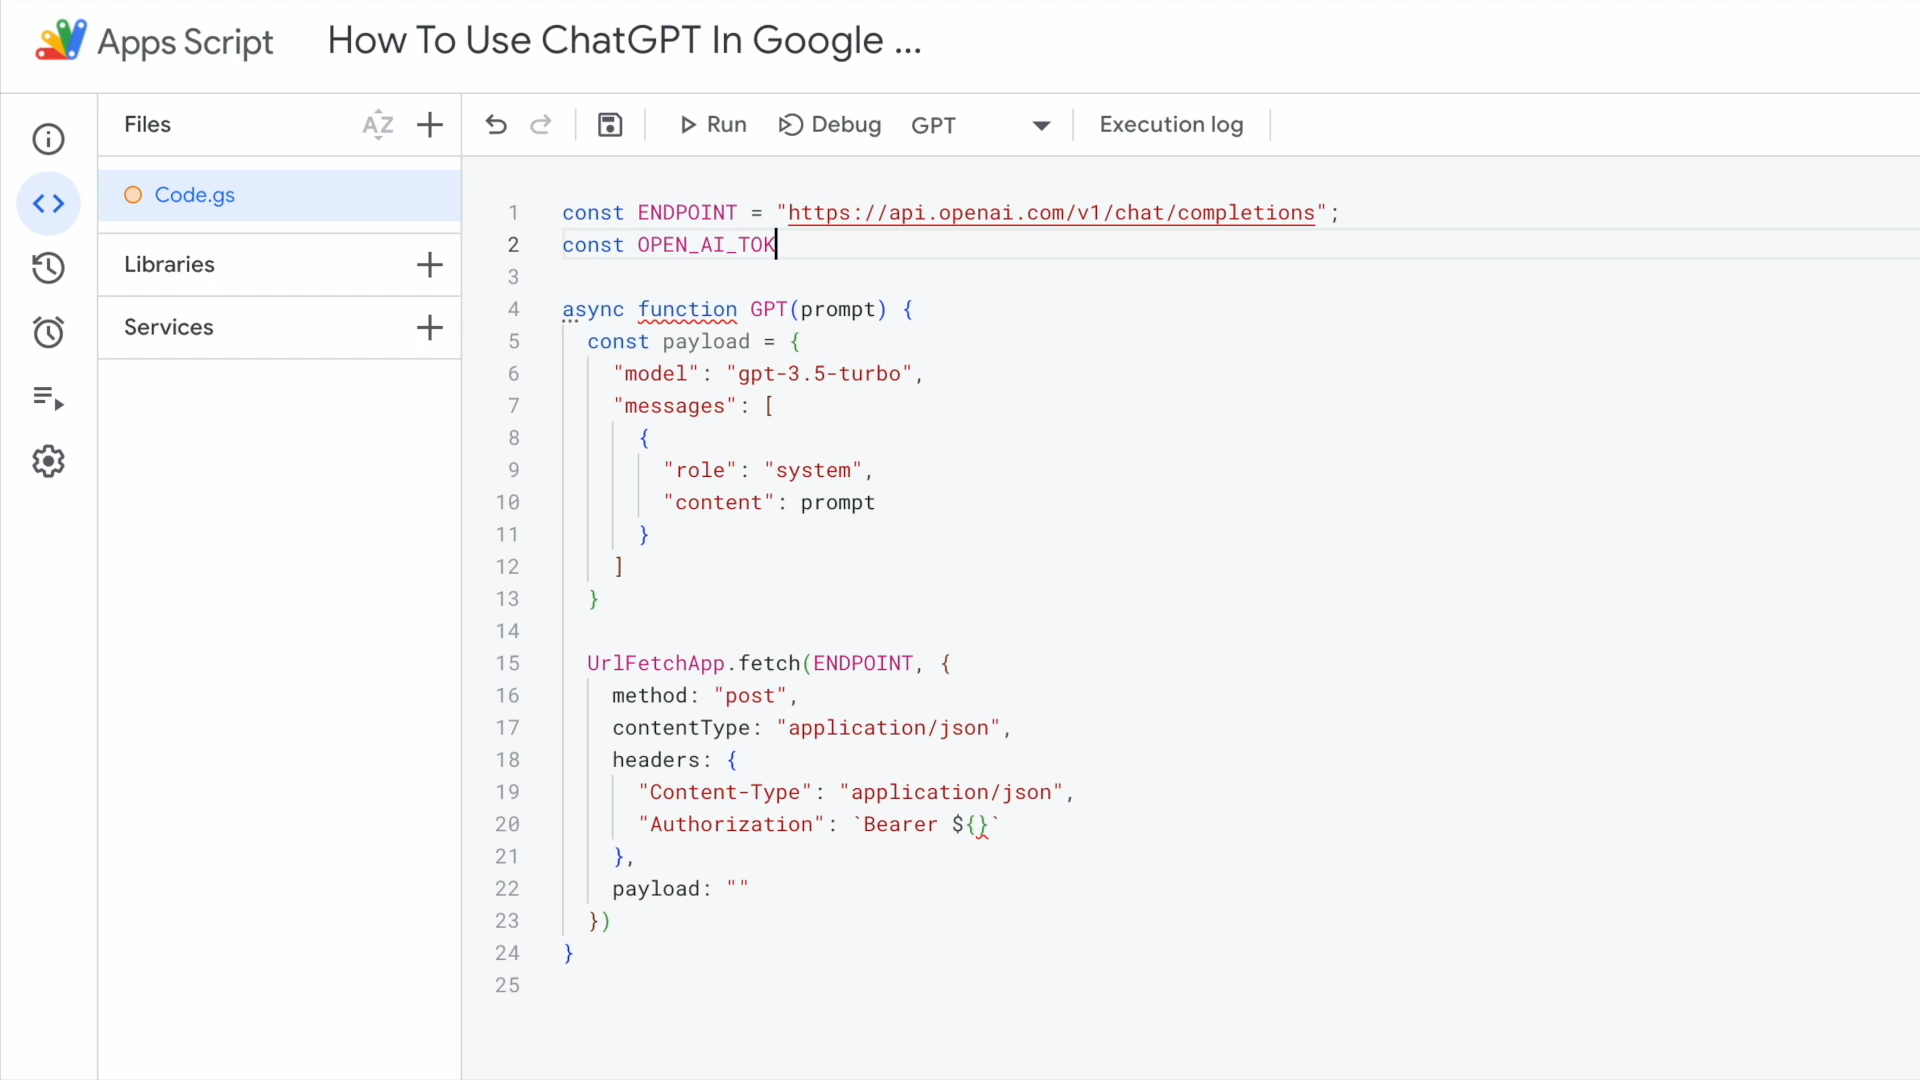 Apps Script How To Use ChatGPT In Google ...
Files AZ
Run Debug GPT Execution log
Code.gs
Libraries
Services
1 const ENDPOINT = "https://api.openai.com/v1/chat/completions";
2 const OPEN_AI_TOK
3
4 async function GPT(prompt) {
5 const payload = {
6 "model": "gpt-3.5-turbo",
7 "messages": [
8 {
9 "role": "system",
10 "content": prompt
11 }
12 ]
13 }
14
15 UrlFetchApp.fetch(ENDPOINT, {
16 method: "post",
17 contentType: "application/json",
18 headers: {
19 "Content-Type": "application/json",
20 "Authorization": `Bearer ${}`
21 },
22 payload: ""
23 })
24 }
25